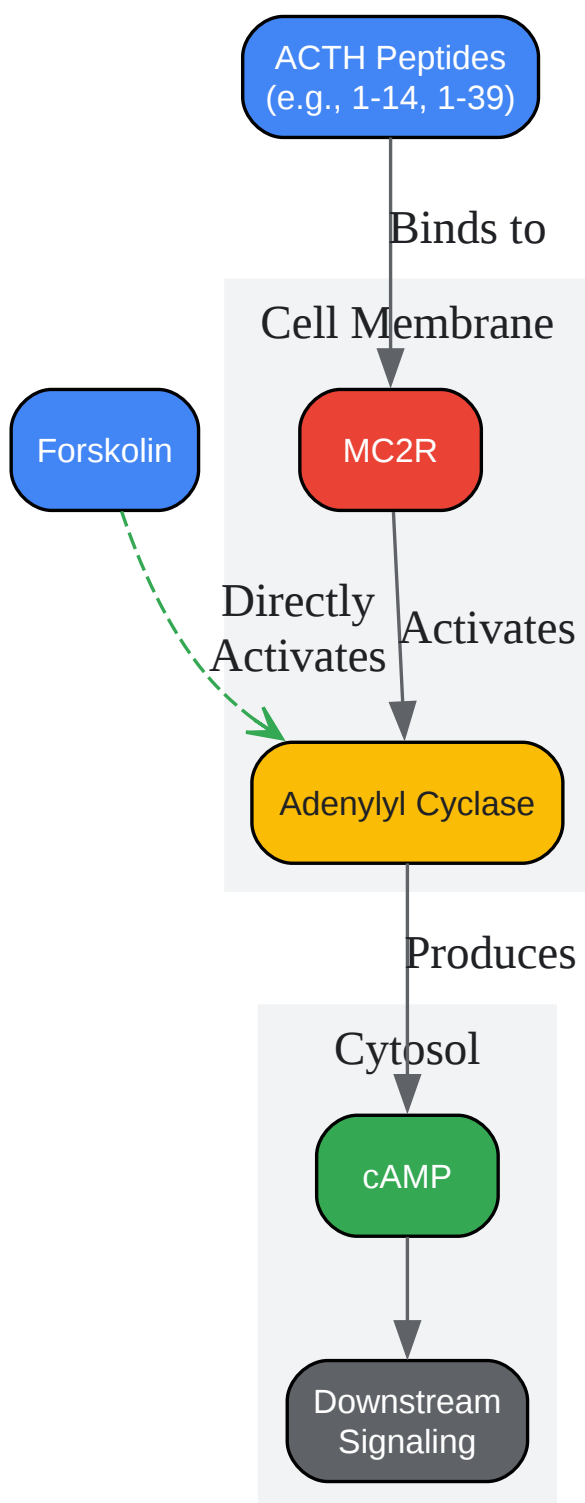 ACTH Peptides
(e.g., 1-14, 1-39)
Binds to
Cell Membrane
Forskolin
MC2R
Directly
Activates
Activates
Adenylyl Cyclase
Produces
Cytosol
cAMP
Downstream
Signaling